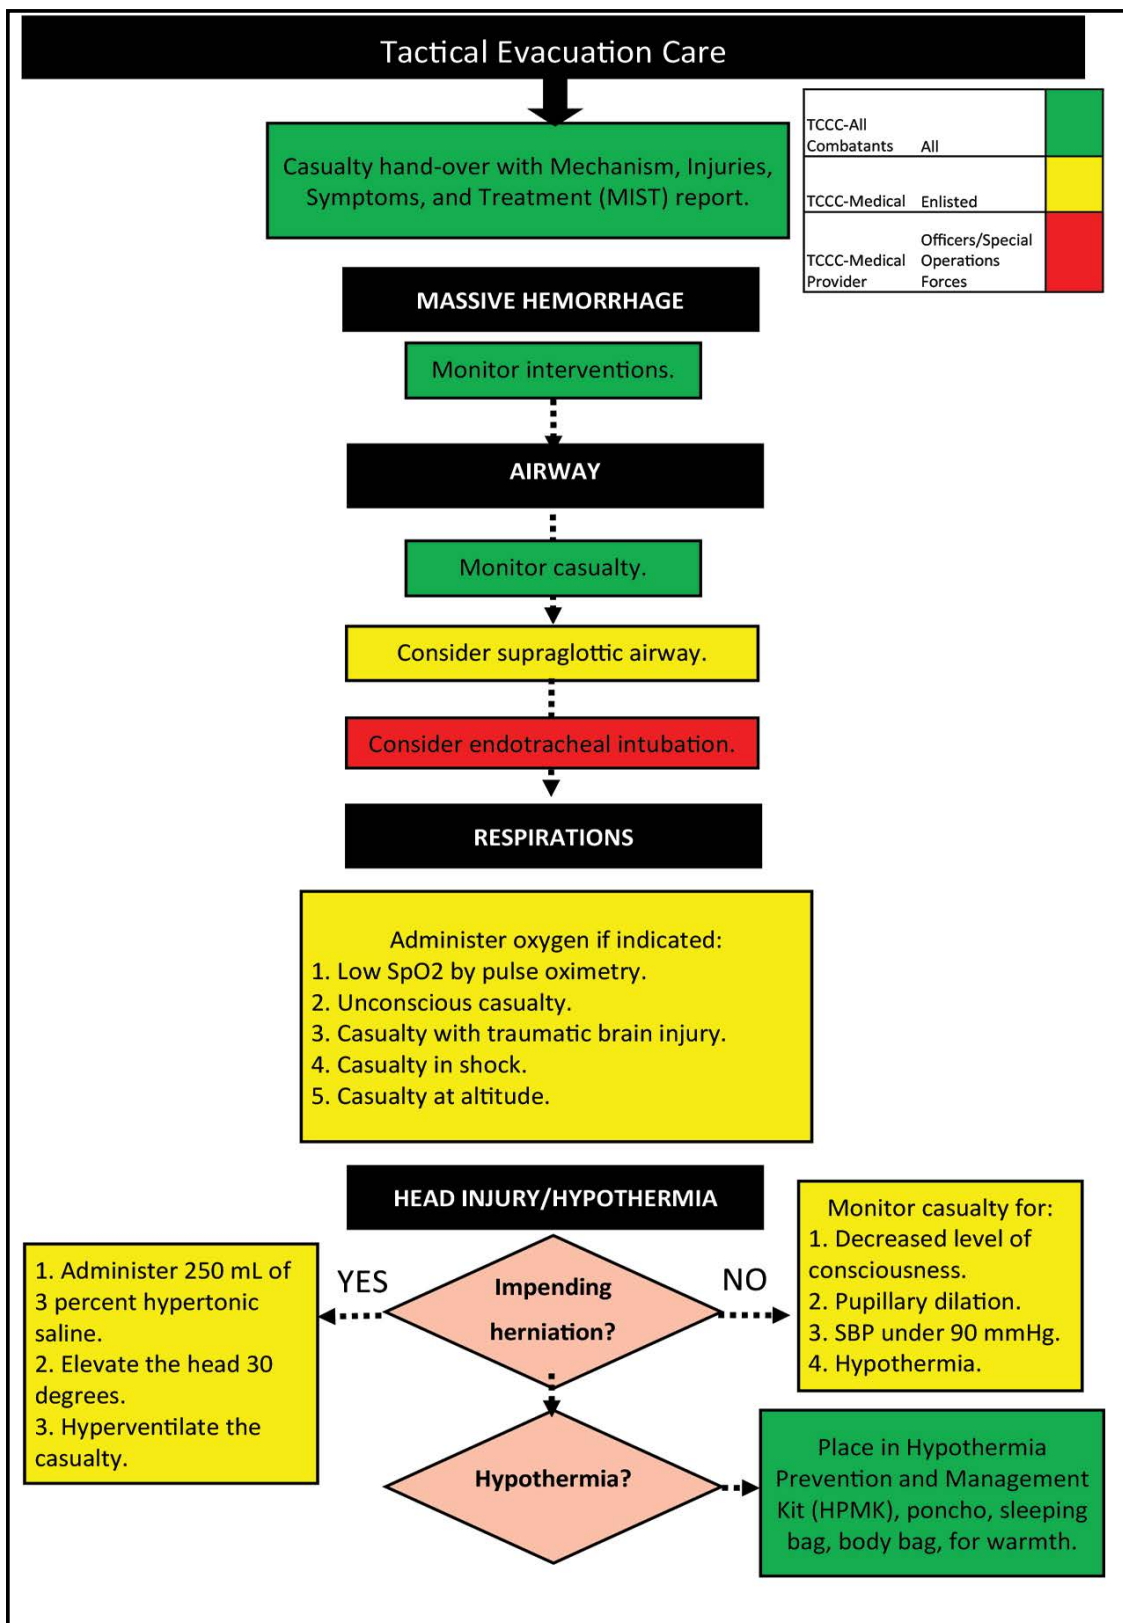 Tactical Evacuation Care
Casualty hand-over with Mechanism, Injuries,
Symptoms, and Treatment (MIST) report.
TCCC-All
Combatants All
TCCC-Medical Enlisted
Officers/Special
TCCC-Medical Operations
Provider Forces
MASSIVE HEMORRHAGE
Monitor interventions.
AIRWAY
Monitor casualty.
Consider supraglottic airway.
Consider endotracheal intubation.
RESPIRATIONS
Administer oxygen if indicated:
1. Low SpO2 by pulse oximetry.
2. Unconscious casualty.
3. Casualty with traumatic brain injury.
4. Casualty in shock.
5. Casualty at altitude.
HEAD INJURY/HYPOTHERMIA
Impending
herniation?
YES
1. Administer 250 mL of
3 percent hypertonic
saline.
2. Elevate the head 30
degrees.
3. Hyperventilate the
casualty.
NO
Monitor casualty for:
1. Decreased level of
consciousness.
2. Pupillary dilation.
3. SBP under 90 mmHg.
4. Hypothermia.
Hypothermia?
Place in Hypothermia
Prevention and Management
Kit (HPMK), poncho, sleeping
bag, body bag, for warmth.